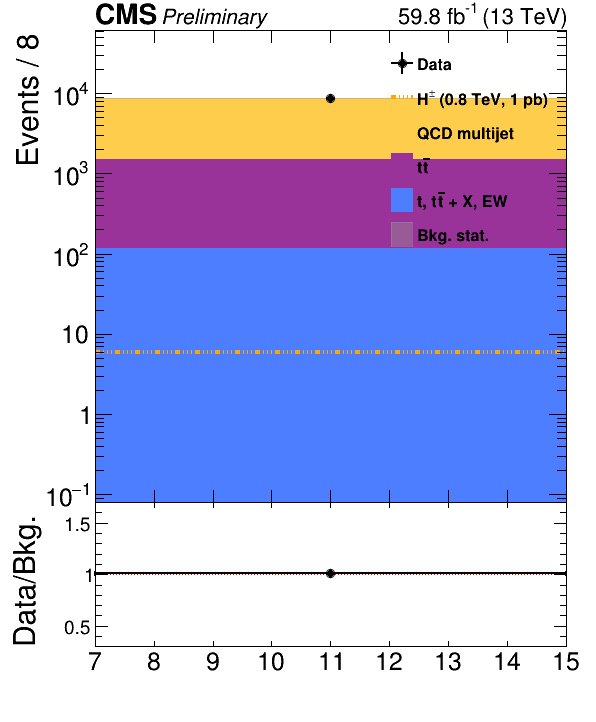 CMS Preliminary 59.8 fb⁻¹ (13 TeV)
Events / 8
10⁴
10³
10²
10
1
10⁻¹
Data
H± (0.8 TeV, 1 pb)
QCD multijet
tt̅
t, tt̅ + X, EW
Bkg. stat.
Data/Bkg.
1.5
1
0.5
7 8 9 10 11 12 13 14 15